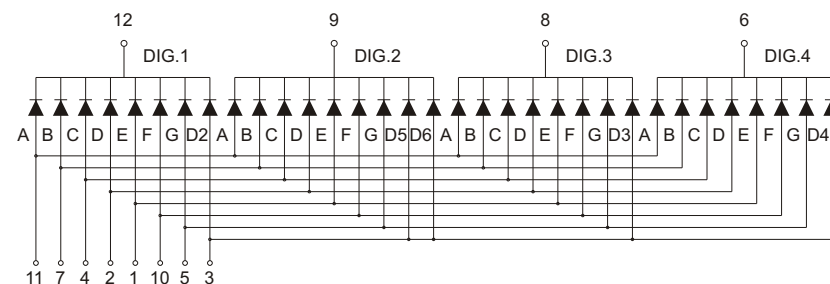 12 9 8 6
DIG.1 DIG.2 DIG.3 DIG.4
A B C D E F G D2 A B C D E F G D5 D6 A B C D E F G D3 A B C D E F G D4
11 7 4 2 1 10 5 3